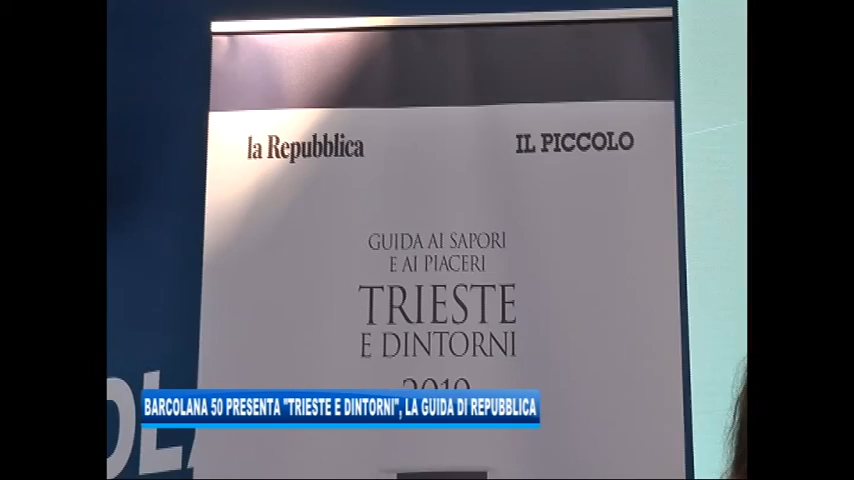 la Repubblica
IL PICCOLO
GUIDA AI SAPORI
E AI PIACERI
TRIESTE
E DINTORNI
2019
BARCOLANA 50 PRESENTA "TRIESTE E DINTORNI", LA GUIDA DI REPUBBLICA